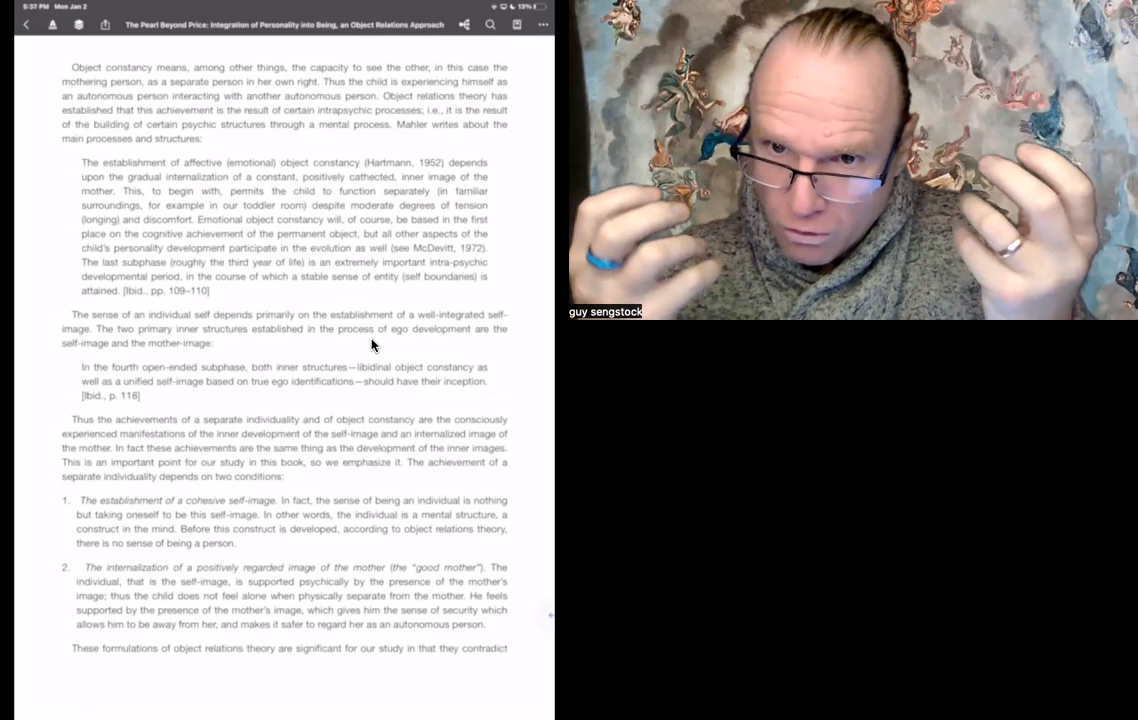 5:37 PM Mon Jan 2
13%
The Pearl Beyond Price: Integration of Personality into Being, an Object Relations Approach
Object constancy means, among other things, the capacity to see the other, in this case the
mothering person, as a separate person in her own right. Thus the child is experiencing himself as
an autonomous person interacting with another autonomous person. Object relations theory has
established that this achievement is the result of certain intrapsychic processes; i.e., it is the result
of the building of certain psychic structures through a mental process. Mahler writes about the
main processes and structures:
The establishment of affective (emotional) object constancy (Hartmann, 1952) depends
upon the gradual internalization of a constant, positively cathected, inner image of the
mother. This, to begin with, permits the child to function separately (in familiar
surroundings, for example in our toddler room) despite moderate degrees of tension
(longing) and discomfort. Emotional object constancy will, of course, be based in the first
place on the cognitive achievement of the permanent object, but all other aspects of the
child's personality development participate in the evolution as well (see McDevitt, 1972).
The last subphase (roughly the third year of life) is an extremely important intra-psychic
developmental period, in the course of which a stable sense of entity (self boundaries) is
attained. [Ibid., pp. 109–110]
The sense of an individual self depends primarily on the establishment of a well-integrated self-
image. The two primary inner structures established in the process of ego development are the
self-image and the mother-image:
In the fourth open-ended subphase, both inner structures—libidinal object constancy as
well as a unified self-image based on true ego identifications—should have their inception.
[Ibid., p. 118]
Thus the achievements of a separate individuality and of object constancy are the consciously
experienced manifestations of the inner development of the self-image and an internalized image of
the mother. In fact these achievements are the same thing as the development of the inner images.
This is an important point for our study in this book, so we emphasize it. The achievement of a
separate individuality depends on two conditions:
1. The establishment of a cohesive self-image. In fact, the sense of being an individual is nothing
but taking oneself to be this self-image. In other words, the individual is a mental structure, a
construct in the mind. Before this construct is developed, according to object relations theory,
there is no sense of being a person.
2. The internalization of a positively regarded image of the mother (the “good mother”). The
individual, that is the self-image, is supported psychically by the presence of the mother's
image; thus the child does not feel alone when physically separate from the mother. He feels
supported by the presence of the mother's image, which gives him the sense of security which
allows him to be away from her, and makes it safer to regard her as an autonomous person.
These formulations of object relations theory are significant for our study in that they contradict
guy sengstock